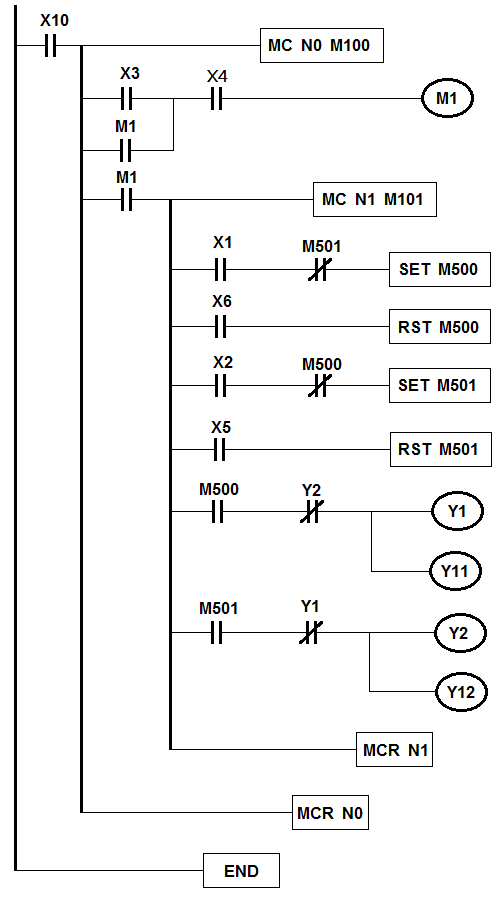 X10
MC N0 M100
X3
X4
M1
M1
M1
MC N1 M101
X1
M501
SET M500
X6
RST M500
X2
M500
SET M501
X5
RST M501
M500
Y2
Y1
Y11
M501
Y1
Y2
Y12
MCR N1
MCR N0
END